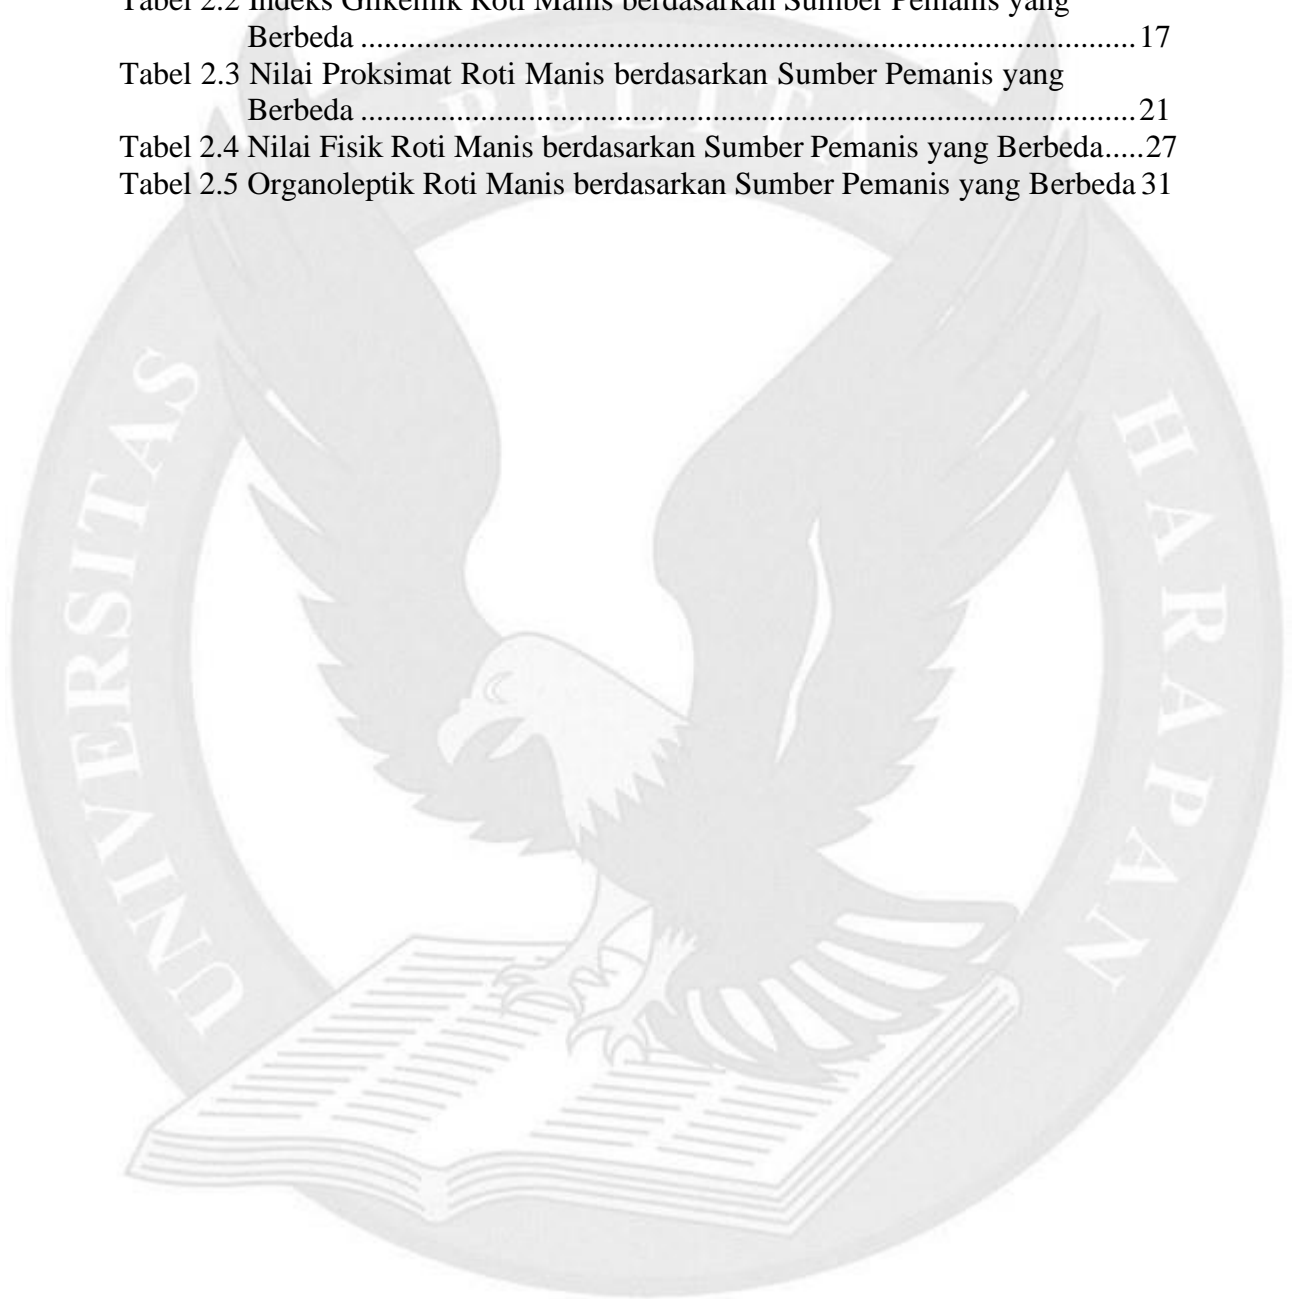 Tabel 2.2 Indeks Glikemik Roti Manis berdasarkan Sumber Pemanis yang
Berbeda .................................................................................................17
Tabel 2.3 Nilai Proksimat Roti Manis berdasarkan Sumber Pemanis yang
Berbeda .................................................................................................21
Tabel 2.4 Nilai Fisik Roti Manis berdasarkan Sumber Pemanis yang Berbeda.....27
Tabel 2.5 Organoleptik Roti Manis berdasarkan Sumber Pemanis yang Berbeda 31
UNIVERSITAS
PELITA
HARAPAN